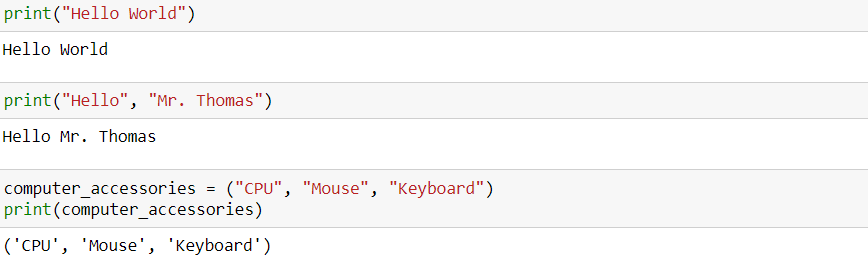 print("Hello World")
Hello World
print("Hello", "Mr. Thomas")
Hello Mr. Thomas
computer_accessories = ("CPU", "Mouse", "Keyboard")
print(computer_accessories)
('CPU', 'Mouse', 'Keyboard')